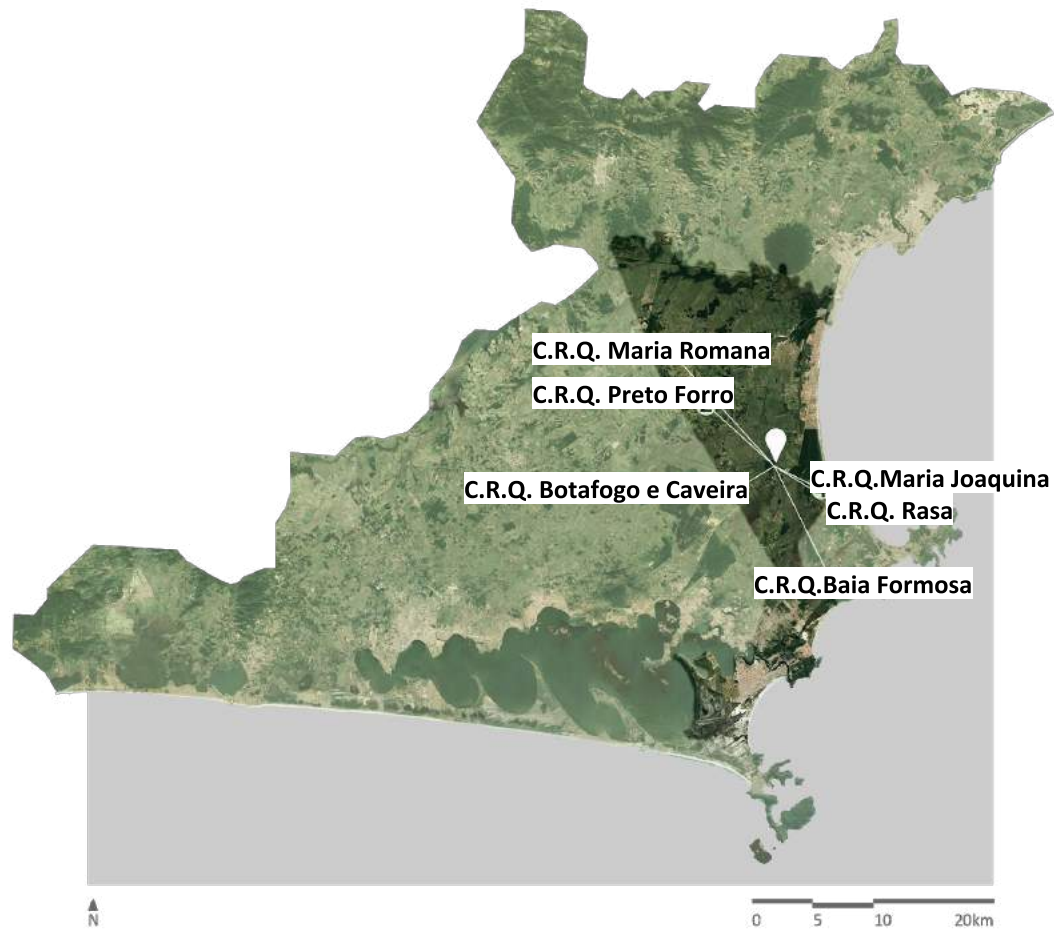 C.R.Q. Maria Romana
C.R.Q. Preto Forro
C.R.Q. Botafogo e Caveira
C.R.Q.Maria Joaquina
C.R.Q. Rasa
C.R.Q.Baia Formosa
N
0 5 10 20km